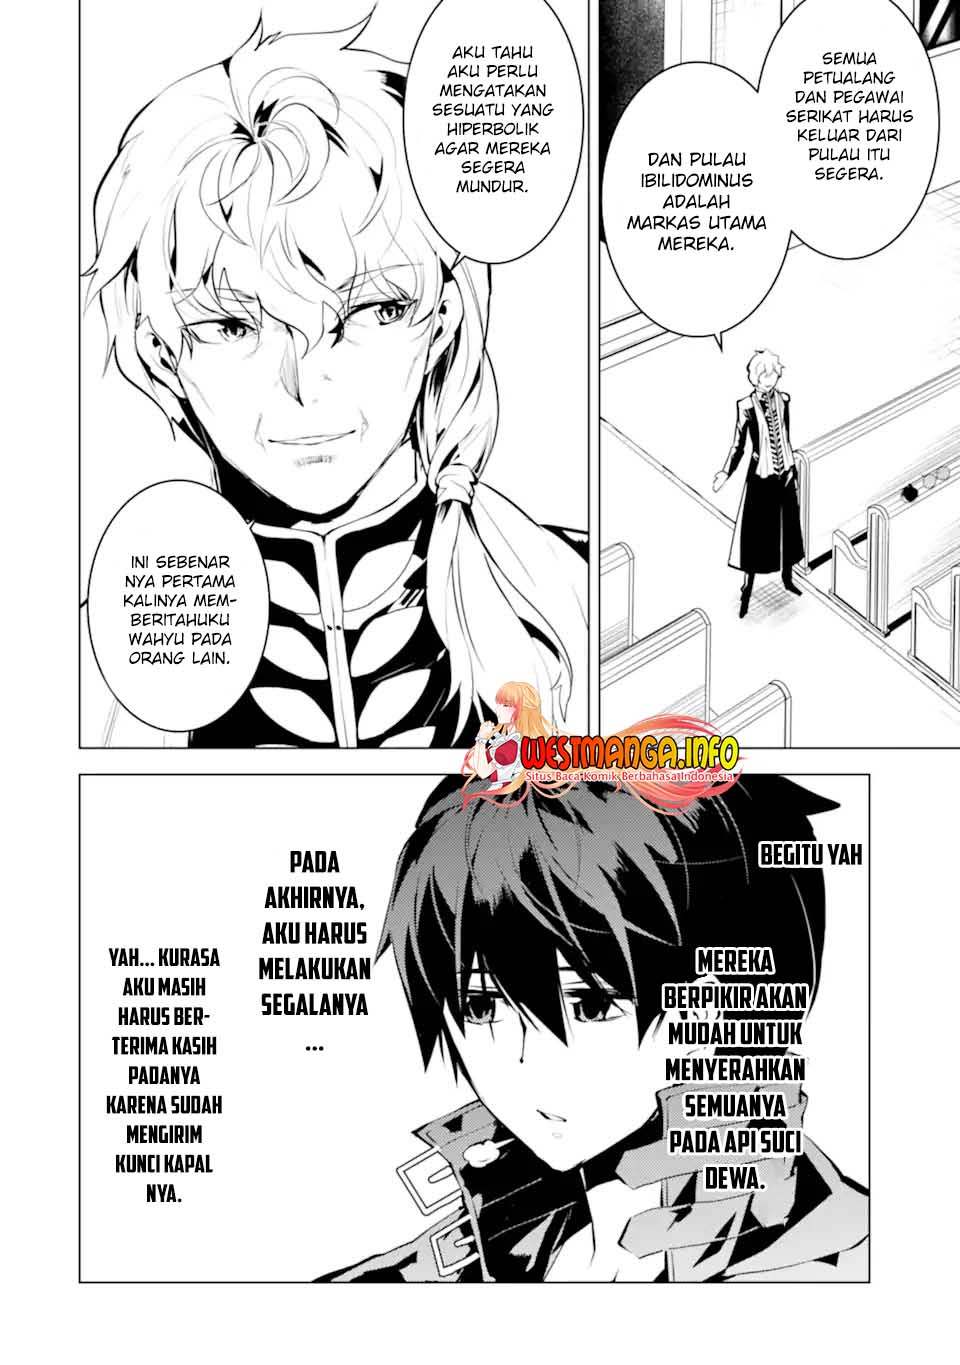 SEMUA
PETUALANG
DAN PEGAWAI
SERIKAT HARUS
KELUAR DARI
PULAU ITU
SEGERA.
DAN PULAU
IBILIDOMINUS
ADALAH
MARKAS UTAMA
MEREKA.
AKU TAHU
AKU PERLU
MENGATAKAN
SESUATU YANG
HIPERBOLIK
AGAR MEREKA
SEGERA
MUNDUR.
INI SEBENAR
NYA PERTAMA
KALINYA MEM-
BERITAHUKU
WAHYU PADA
ORANG LAIN.
WESTMANGA.INFO
Situs Baca Komik Berbahasa Indonesia
BEGITU YAH
MEREKA
BERPIKIR AKAN
MUDAH UNTUK
MENYERAHKAN
SEMUANYA
PADA API SUCI
DEWA.
PADA
AKHIRNYA,
AKU HARUS
MELAKUKAN
SEGALANYA
...
YAH... KURASA
AKU MASIH
HARUS BER-
TERIMA KASIH
PADANYA
KARENA SUDAH
MENGIRIM
KUNCI KAPAL
NYA.